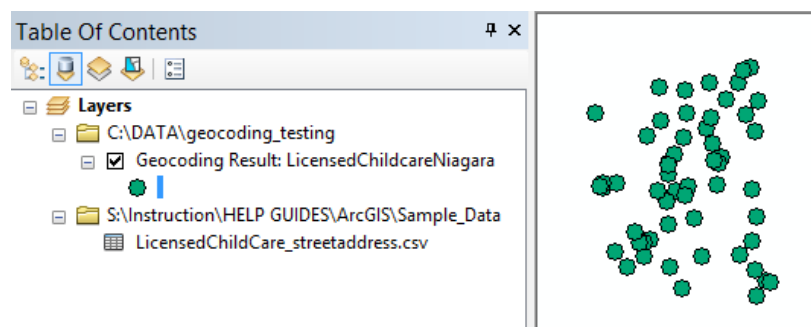 Table Of Contents
Layers
C:\DATA\geocoding_testing
Geocoding Result: LicensedChildcareNiagara
S:\Instruction\HELP GUIDES\ArcGIS\Sample_Data
LicensedChildCare_streetaddress.csv